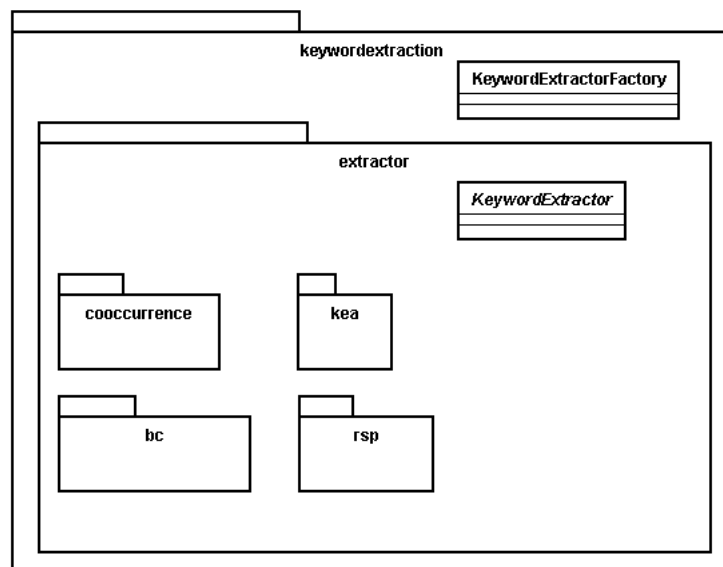 keywordextraction
KeywordExtractorFactory
extractor
KeywordExtractor
cooccurrence
kea
bc
rsp